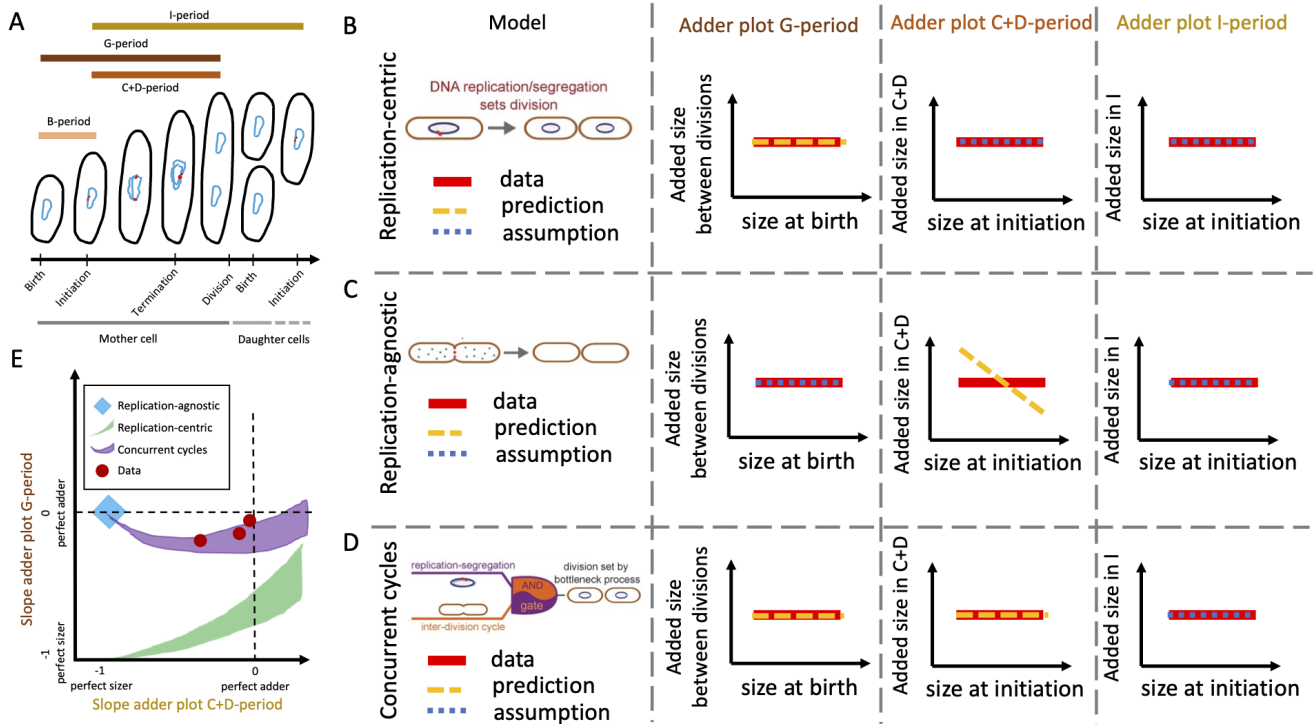 A
I-period
G-period
C+D-period
B-period
Birth
Initiation
Termination
Division
Birth
Initiation
Mother cell
Daughter cells
Model
Adder plot G-period
Adder plot C+D-period
Adder plot I-period
B
Replication-centric
DNA replication/segregation
sets division
data
prediction
assumption
Added size
between divisions
size at birth
Added size in C+D
size at initiation
Added size in I
size at initiation
C
Replication-agnostic
data
prediction
assumption
Added size
between divisions
size at birth
Added size in C+D
size at initiation
Added size in I
size at initiation
D
Concurrent cycles
replication-segregation
AND
gate
division set by
bottleneck process
inter-division cycle
data
prediction
assumption
Added size
between divisions
size at birth
Added size in C+D
size at initiation
Added size in I
size at initiation
E
Replication-agnostic
Replication-centric
Concurrent cycles
Data
Slope adder plot G-period
0
perfect adder
-1
perfect sizer
-1
perfect sizer
0
perfect adder
Slope adder plot C+D-period